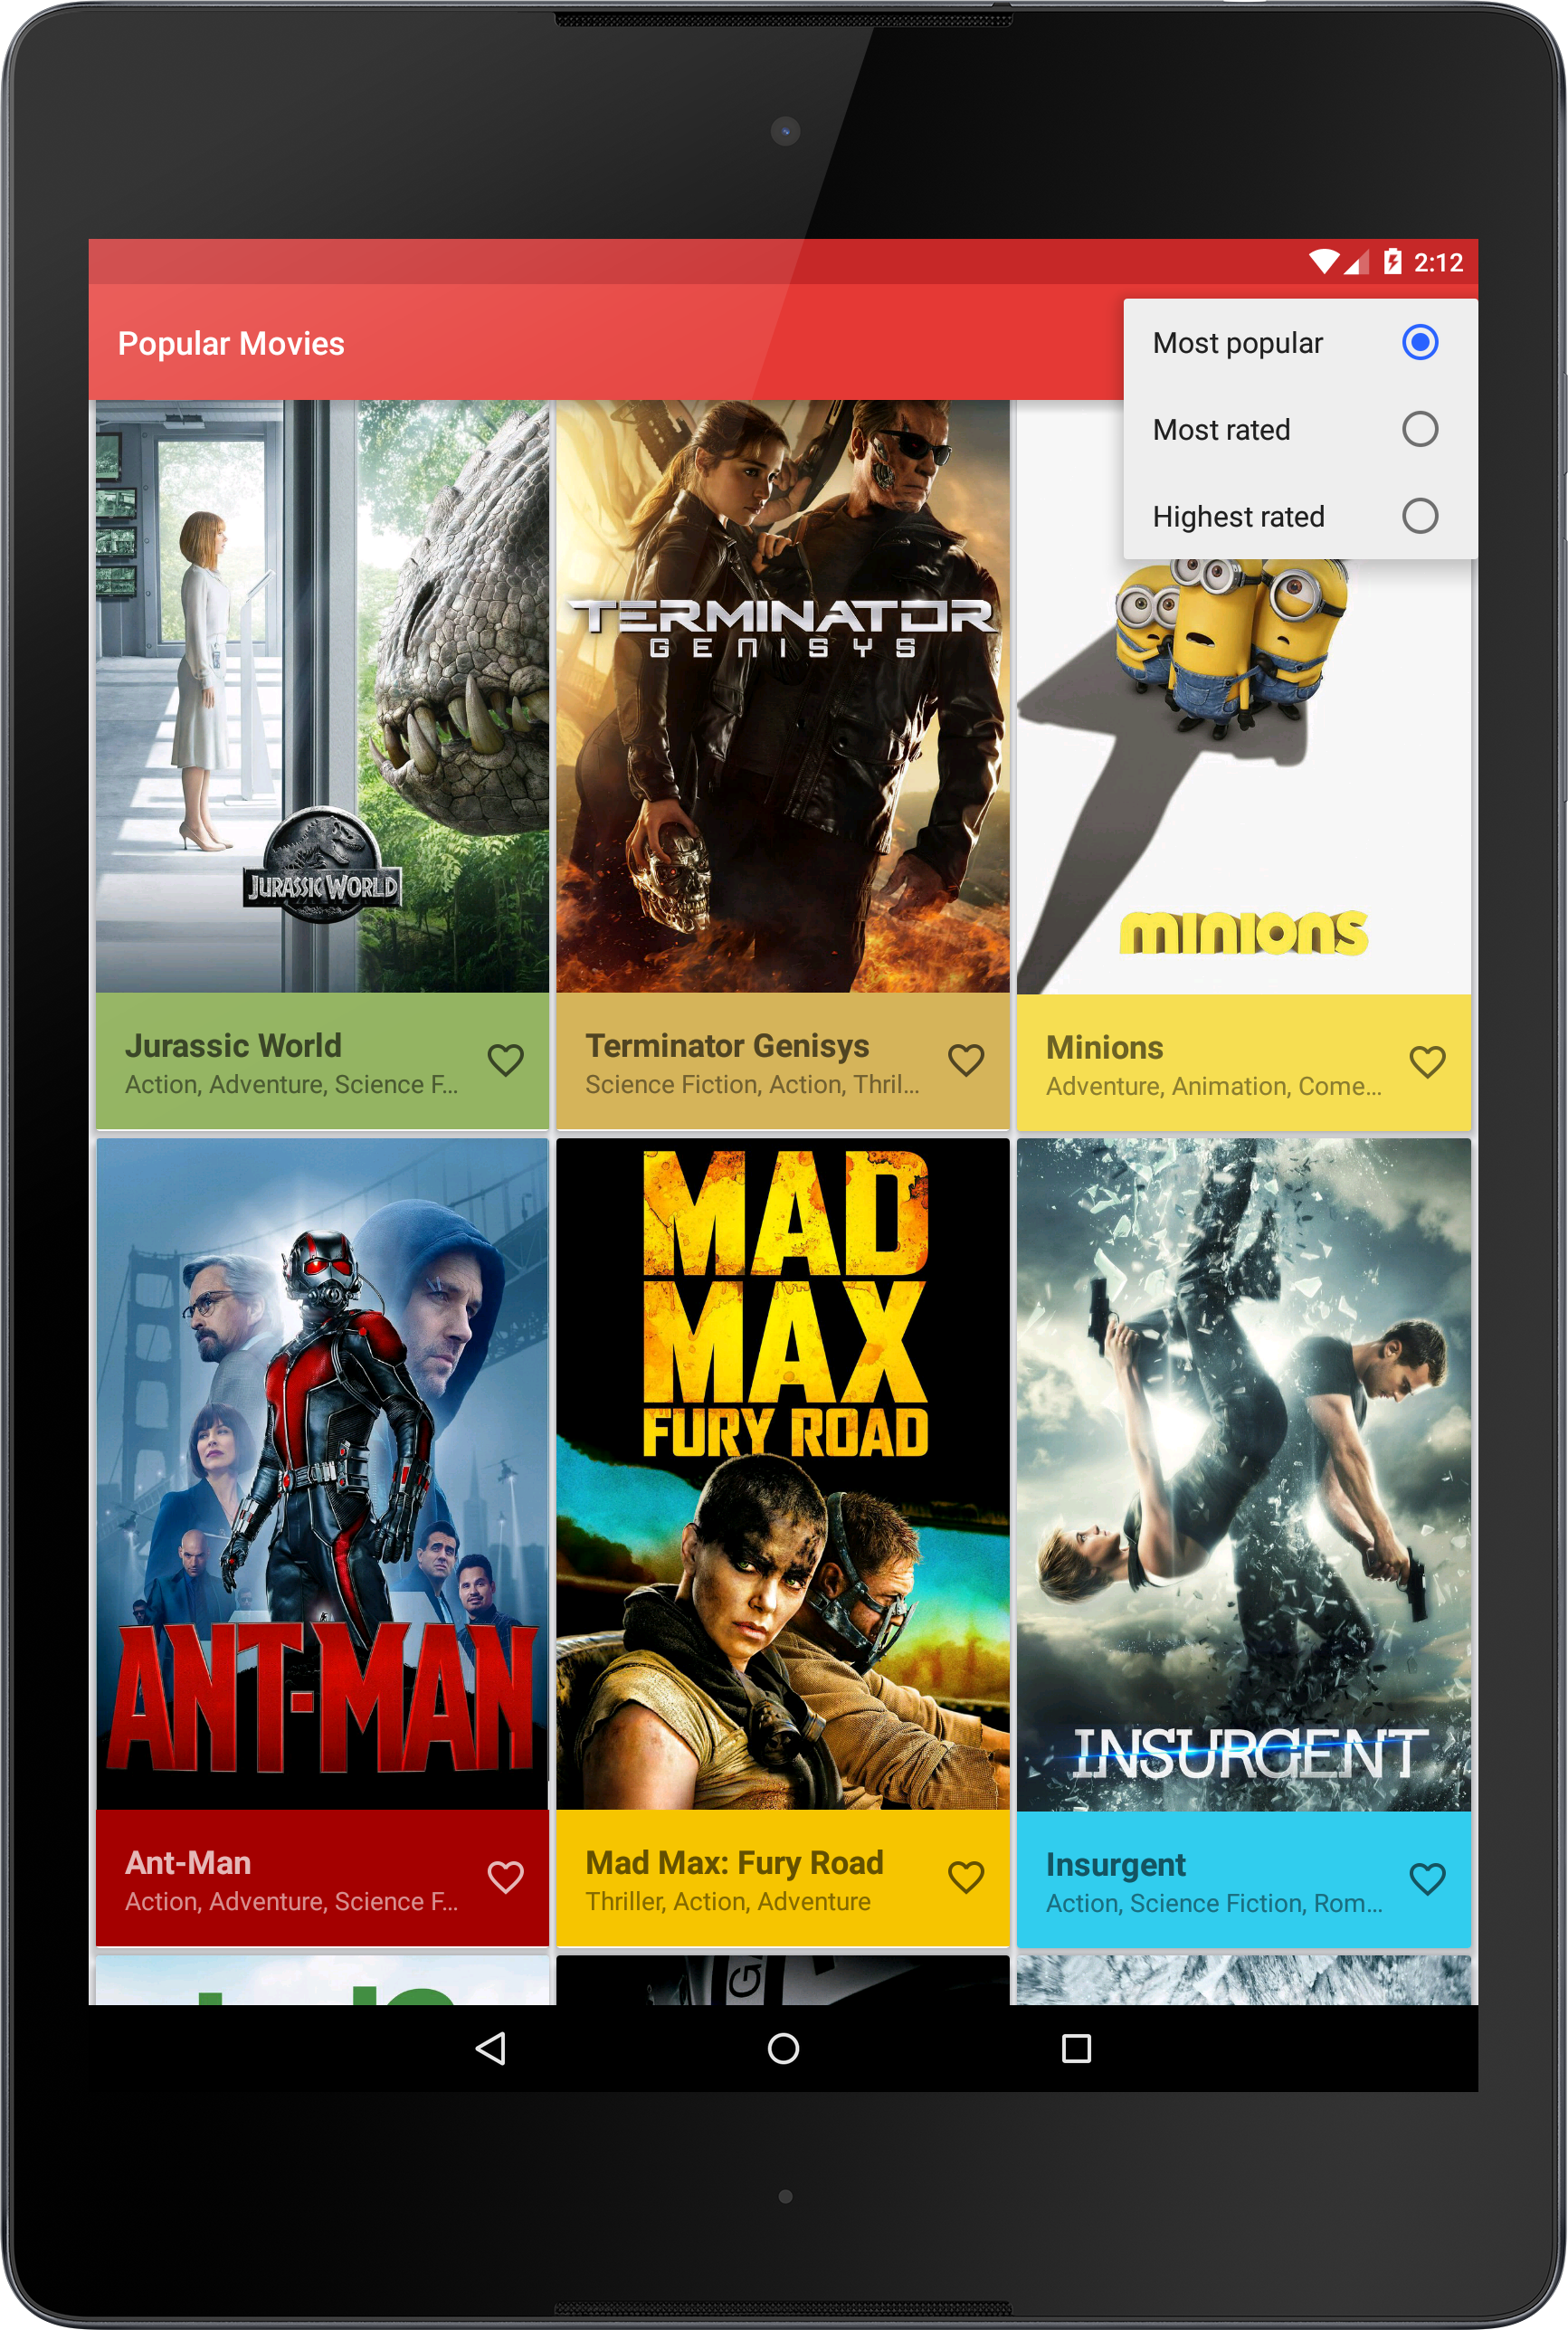 2:12
Popular Movies
Most popular
Most rated
Highest rated
TERMINATOR
GENISYS
JURASSIC WORLD
minions
Jurassic World
Action, Adventure, Science F...
Terminator Genisys
Science Fiction, Action, Thril...
Minions
Adventure, Animation, Come...
MAD
MAX
FURY ROAD
ANT-MAN
INSURGENT
Ant-Man
Action, Adventure, Science F...
Mad Max: Fury Road
Thriller, Action, Adventure
Insurgent
Action, Science Fiction, Rom...